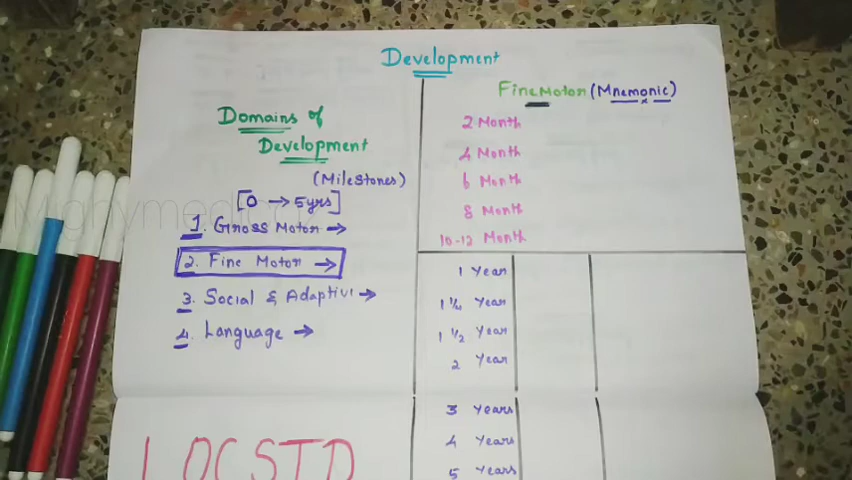 Development
Domains of
Development
(Milestones)
[0 → 5yrs]
1. Gross Motor →
2. Fine Motor →
3. Social & Adaptive →
4. Language →
LOCSTD
Fine Motor (Mnemonic)
2 Month
4 Month
6 Month
8 Month
10-12 Month
1 Year
1 1/4 Year
1 1/2 Year
2 Year
3 Years
4 Years
5 Years